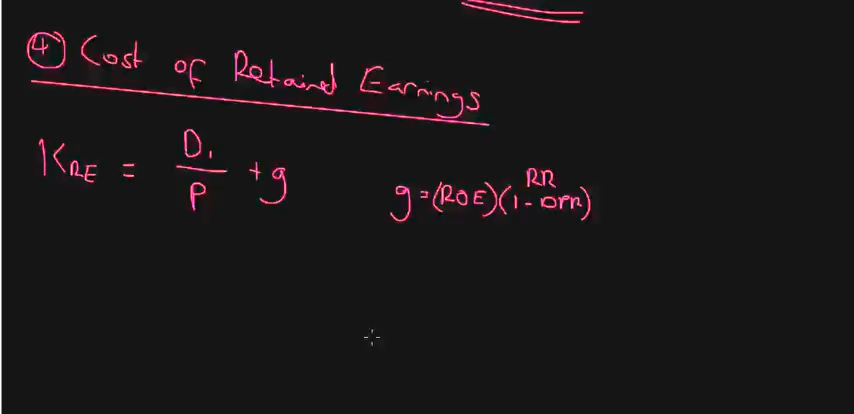 ④ Cost of Retained Earnings
K_RE = D₁/P + g
RR
g = (ROE)(1 - DPR)